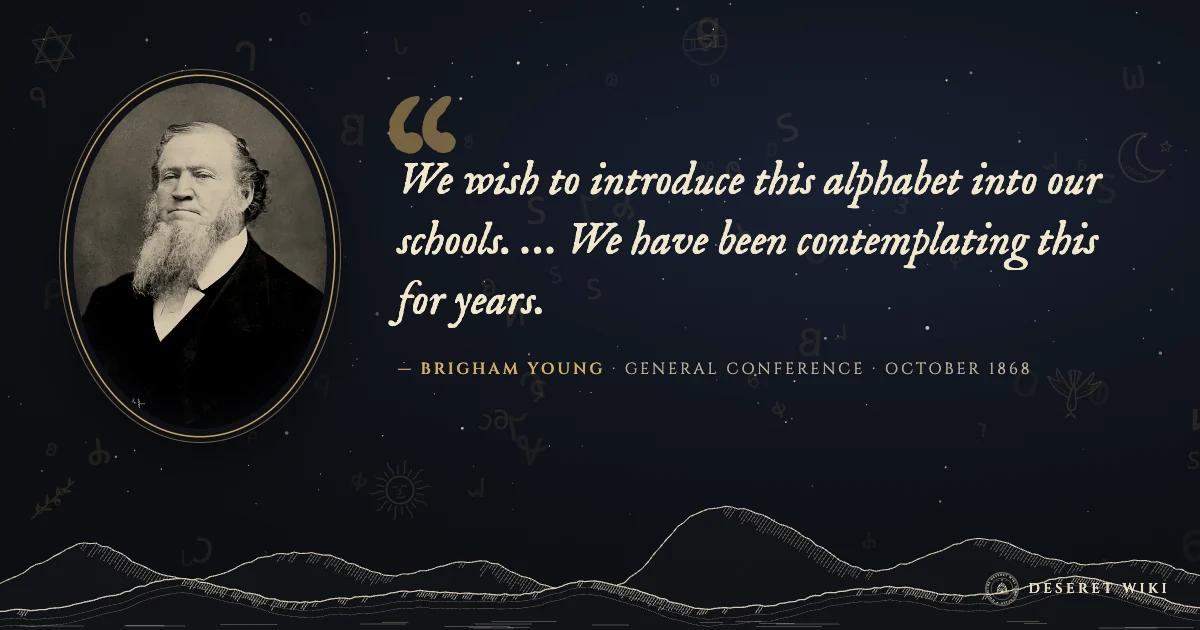 “We wish to introduce this alphabet into our
schools. ... We have been contemplating this
for years.
— BRIGHAM YOUNG · GENERAL CONFERENCE · OCTOBER 1868
DESERET WIKI